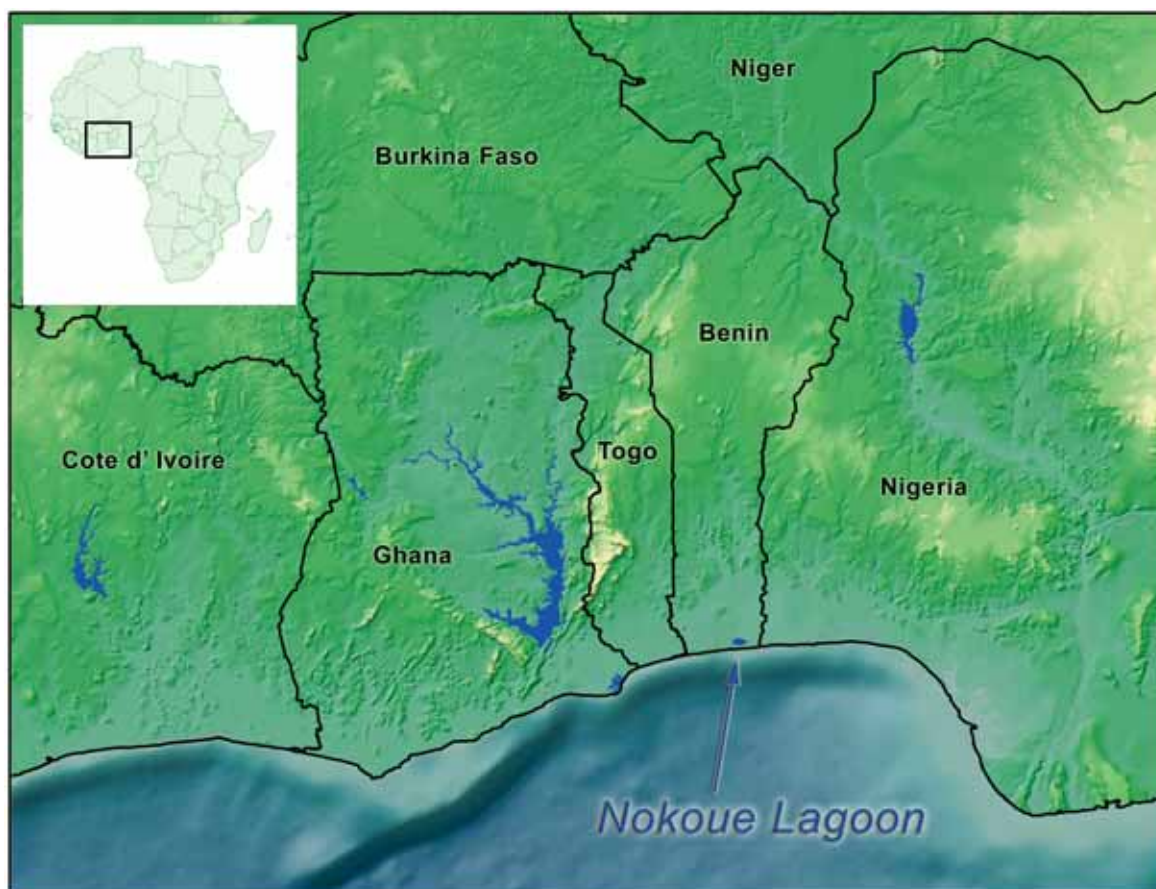 Niger
Burkina Faso
Benin
Togo
Cote d' Ivoire
Nigeria
Ghana
Nokoue Lagoon